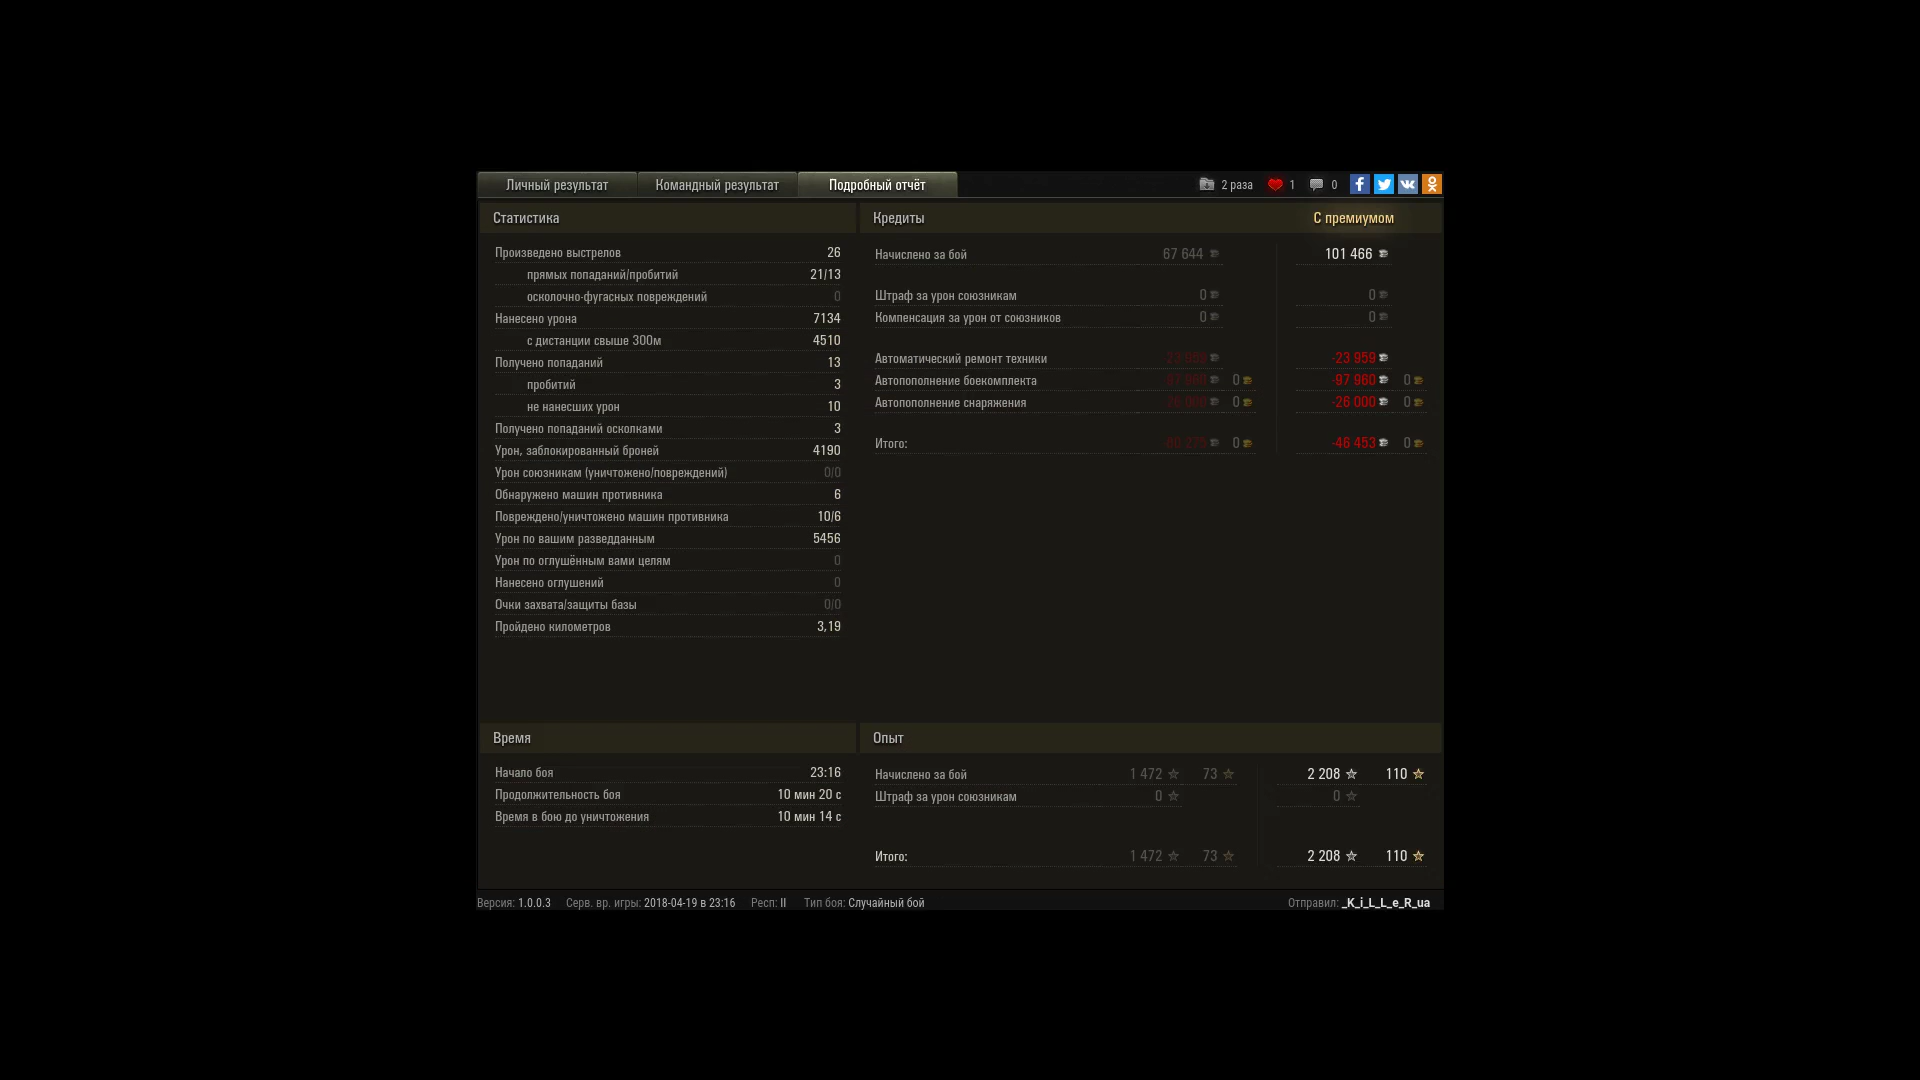 Личный результат Командный результат Подробный отчёт 2 раза 1 0
Статистика
Произведено выстрелов 26
прямых попаданий/пробитий 21/13
осколочно-фугасных повреждений 0
Нанесено урона 7134
с дистанции свыше 300м 4510
Получено попаданий 13
пробитий 3
не нанесших урон 10
Получено попаданий осколками 3
Урон, заблокированный броней 4190
Урон союзникам (уничтожено/повреждений) 0/0
Обнаружено машин противника 6
Повреждено/уничтожено машин противника 10/6
Урон по вашим разведданным 5456
Урон по оглушённым вами целям 0
Нанесено оглушений 0
Очки захвата/защиты базы 0/0
Пройдено километров 3,19
Кредиты С премиумом
Начислено за бой 67 644 101 466
Штраф за урон союзникам 0 0
Компенсация за урон от союзников 0 0
Автоматический ремонт техники -23 959
Автопополнение боекомплекта 0 -97 960 0
Автопополнение снаряжения 0 -26 000 0
Итого: 0 -46 453 0
Время
Начало боя 23:16
Продолжительность боя 10 мин 20 с
Время в бою до уничтожения 10 мин 14 с
Опыт
Начислено за бой 1 472 73 2 208 110
Штраф за урон союзникам 0 0
Итого: 1 472 73 2 208 110
Версия: 1.0.0.3 Серв. вр. игры: 2018-04-19 в 23:16 Респ: II Тип боя: Случайный бой Отправил: _K_i_L_L_e_R_ua